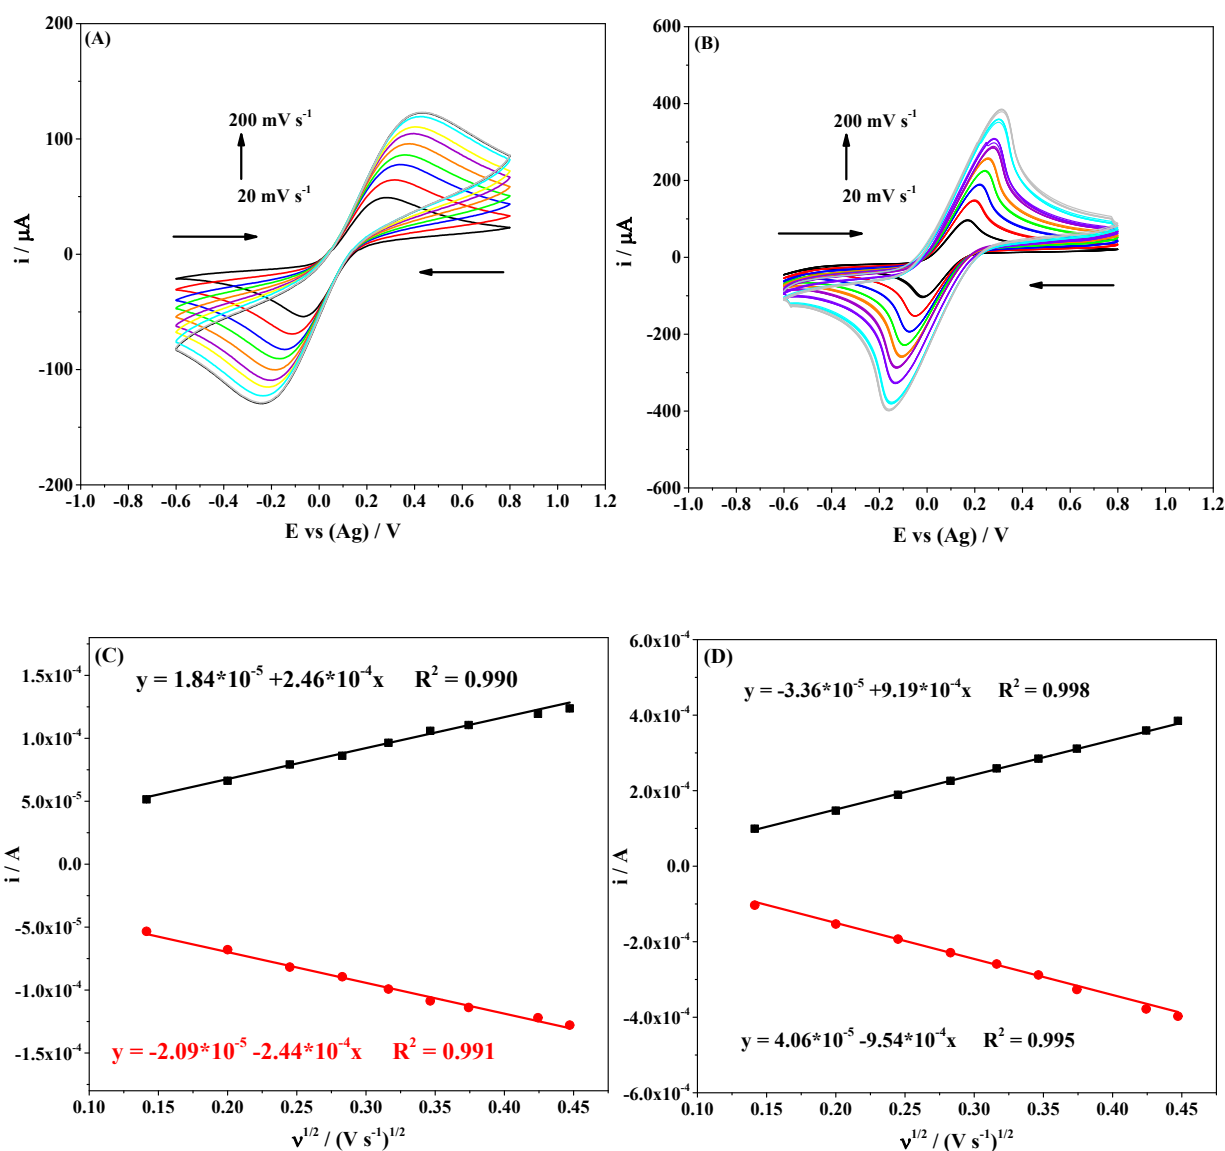 (A)
200 mV s⁻¹
20 mV s⁻¹
i / µA
200
100
0
-100
-200
-1.0 -0.8 -0.6 -0.4 -0.2 0.0 0.2 0.4 0.6 0.8 1.0 1.2
E vs (Ag) / V
(B)
200 mV s⁻¹
20 mV s⁻¹
i / µA
600
400
200
0
-200
-400
-600
-1.0 -0.8 -0.6 -0.4 -0.2 0.0 0.2 0.4 0.6 0.8 1.0 1.2
E vs (Ag) / V
(C)
y = 1.84*10⁻⁵ +2.46*10⁻⁴x R² = 0.990
i / A
1.5x10⁻⁴
1.0x10⁻⁴
5.0x10⁻⁵
0.0
-5.0x10⁻⁵
-1.0x10⁻⁴
-1.5x10⁻⁴
y = -2.09*10⁻⁵ -2.44*10⁻⁴x R² = 0.991
0.10 0.15 0.20 0.25 0.30 0.35 0.40 0.45
ν¹/² / (V s⁻¹)¹/²
(D)
y = -3.36*10⁻⁵ +9.19*10⁻⁴x R² = 0.998
i / A
6.0x10⁻⁴
4.0x10⁻⁴
2.0x10⁻⁴
0.0
-2.0x10⁻⁴
-4.0x10⁻⁴
-6.0x10⁻⁴
y = 4.06*10⁻⁵ -9.54*10⁻⁴x R² = 0.995
0.10 0.15 0.20 0.25 0.30 0.35 0.40 0.45
ν¹/² / (V s⁻¹)¹/²